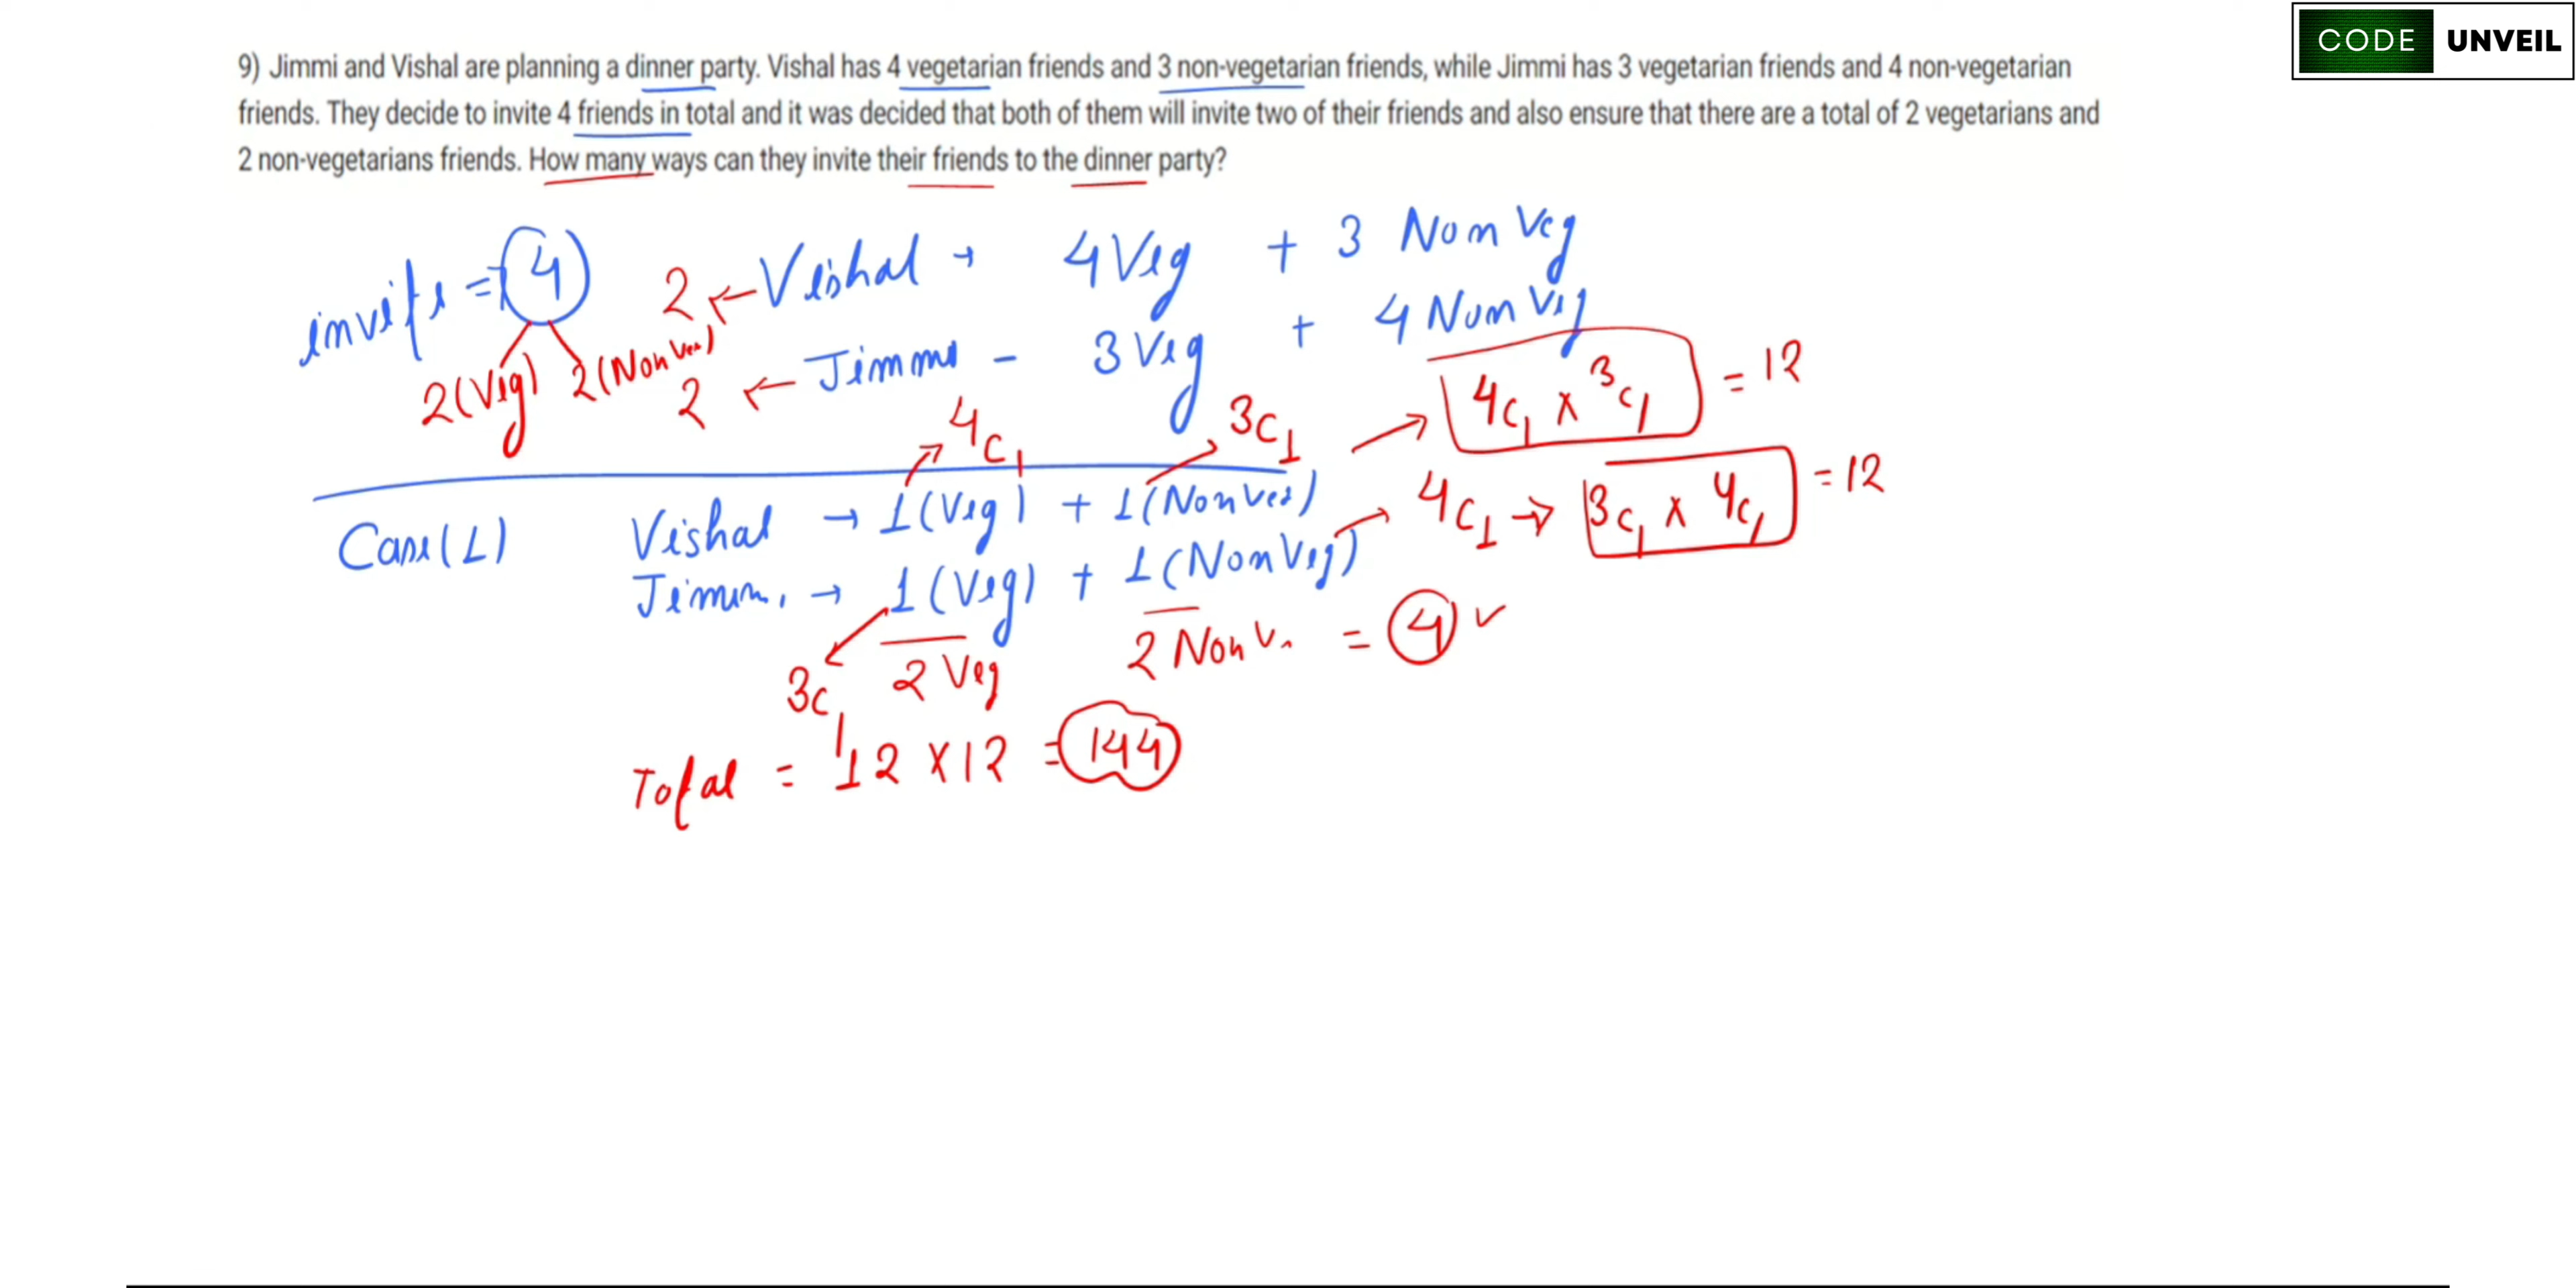 CODE UNVEIL
9) Jimmi and Vishal are planning a dinner party. Vishal has 4 vegetarian friends and 3 non-vegetarian friends, while Jimmi has 3 vegetarian friends and 4 non-vegetarian
friends. They decide to invite 4 friends in total and it was decided that both of them will invite two of their friends and also ensure that there are a total of 2 vegetarians and
2 non-vegetarians friends. How many ways can they invite their friends to the dinner party?
invite = 4
2 (Veg) 2 (Non Veg)
2 ← Vishal → 4 Veg + 3 Non Veg
2 ← Jimmi - 3 Veg + 4 Non Veg
4c1 3c1 → 4c1 x 3c1 = 12
Case (1) Vishal → 1 (Veg) + 1 (Non Veg)
Jimmi → 1 (Veg) + 1 (Non Veg) → 4c1 → 3c1 x 4c1 = 12
3c1 2 Veg 2 Non V. = 4 ✓
Total = 12 x 12 = 144